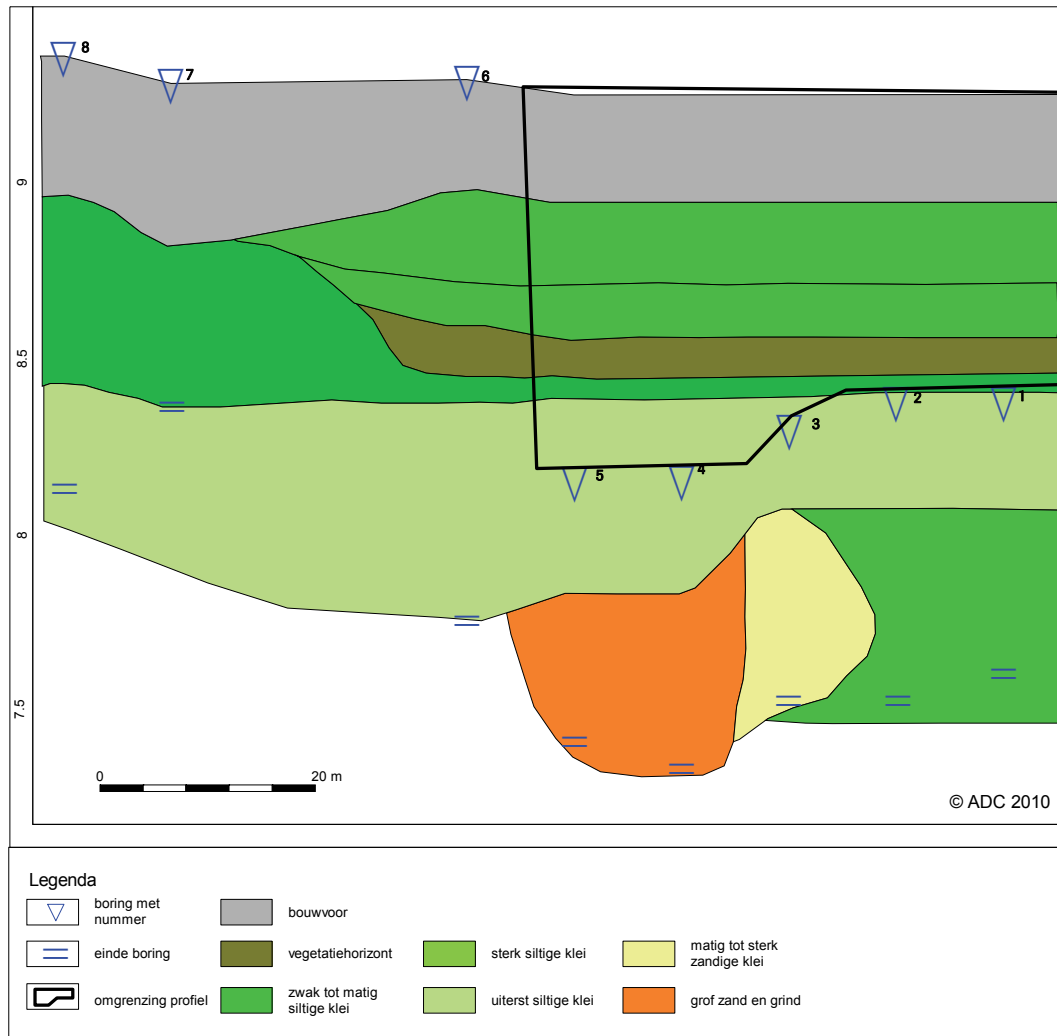 8
7
6
9
8.5
3
2
1
5
4
8
7.5
0
20 m
© ADC 2010
Legenda
boring met
nummer
bouwvoor
einde boring
vegetatiehorizont
sterk siltige klei
matig tot sterk
zandige klei
omgrenzing profiel
zwak tot matig
siltige klei
uiterst siltige klei
grof zand en grind